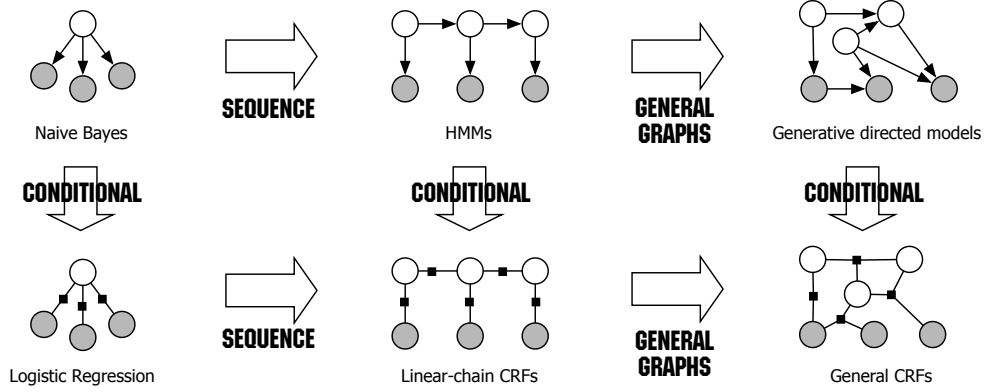 SEQUENCE
GENERAL
GRAPHS
Naive Bayes
HMMs
Generative directed models
CONDITIONAL
CONDITIONAL
CONDITIONAL
SEQUENCE
GENERAL
GRAPHS
Logistic Regression
Linear-chain CRFs
General CRFs